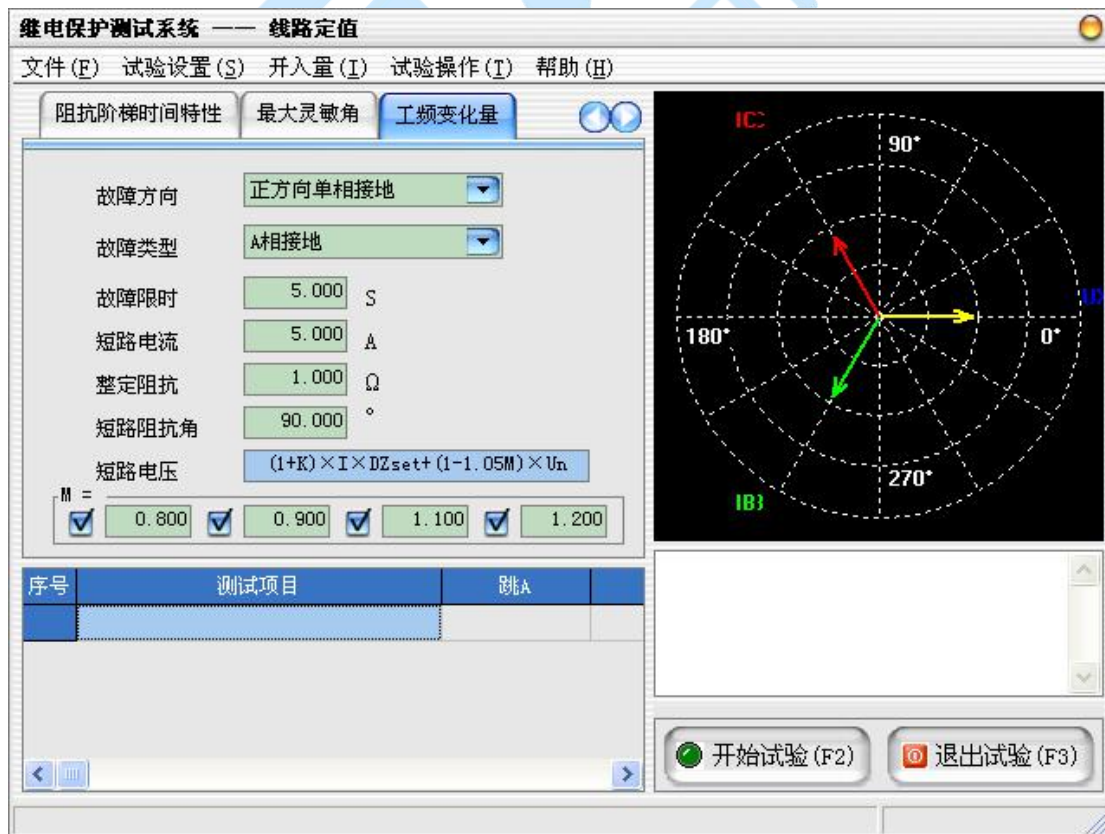 继电保护测试系统 —— 线路定值
文件(F) 试验设置(S) 开入量(I) 试验操作(T) 帮助(H)
阻抗阶梯时间特性 最大灵敏角 工频变化量
故障方向 正方向单相接地
故障类型 A相接地
故障限时 5.000 S
短路电流 5.000 A
整定阻抗 1.000 Ω
短路阻抗角 90.000 °
短路电压 (1+K)×I×DZset+(1-1.05M)×Un
M =
0.800 0.900 1.100 1.200
序号 测试项目 跳A
90°
180°
0°
270°
开始试验(F2) 退出试验(F3)